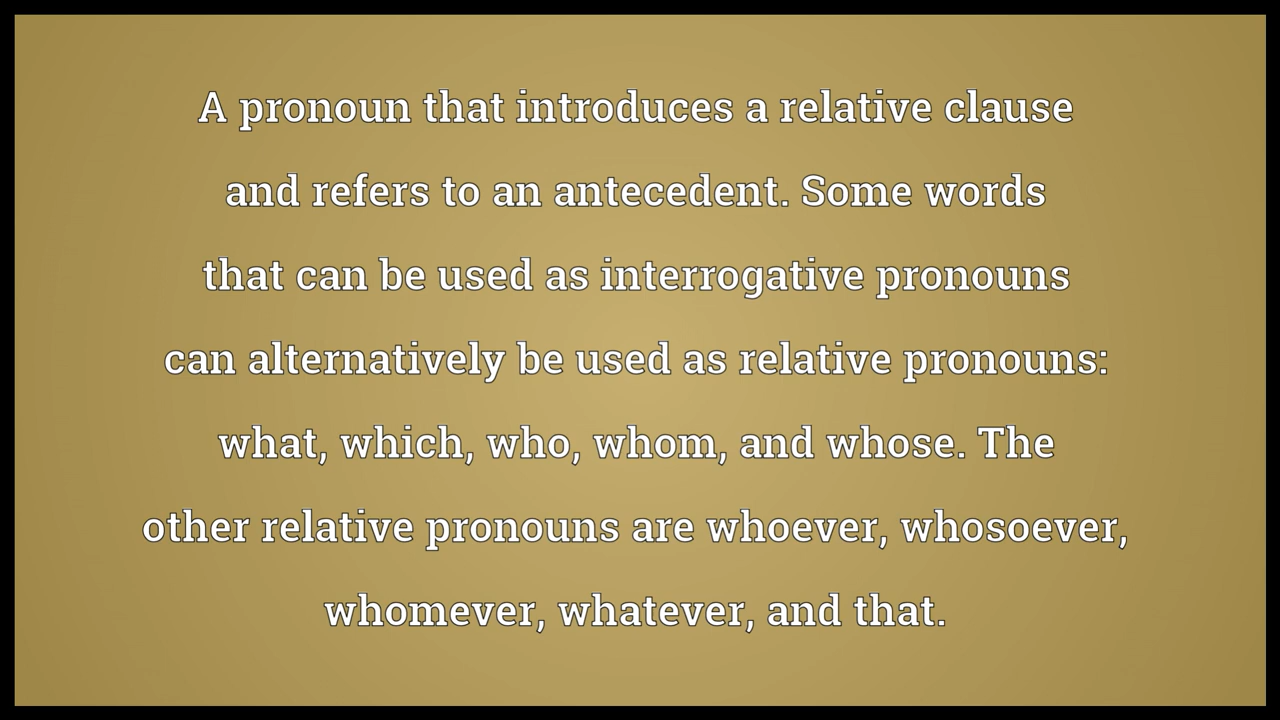 A pronoun that introduces a relative clause
and refers to an antecedent. Some words
that can be used as interrogative pronouns
can alternatively be used as relative pronouns:
what, which, who, whom, and whose. The
other relative pronouns are whoever, whosoever,
whomever, whatever, and that.